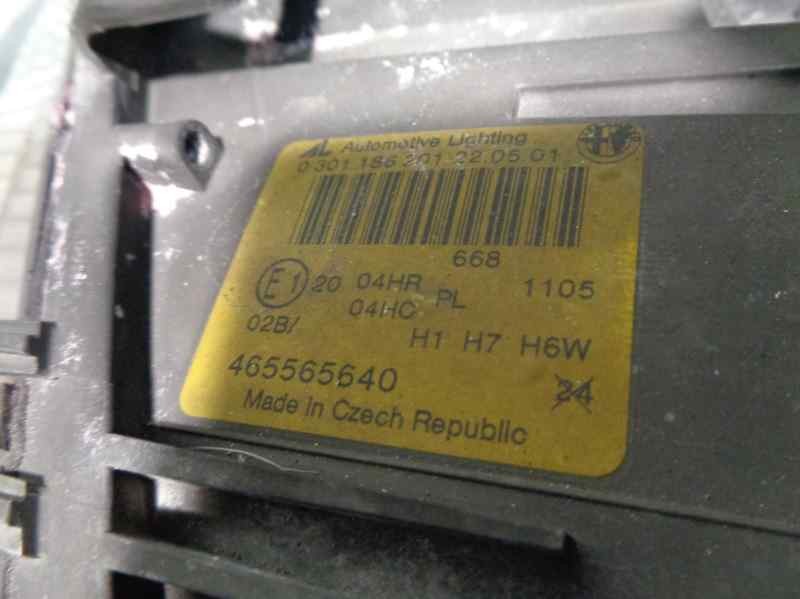 AL Automotive Lighting
0 301 186 201 22.05 01
668
E1 20 04HR PL 1105
04HC
02B/ H1 H7 H6W
465565640 24
Made in Czech Republic